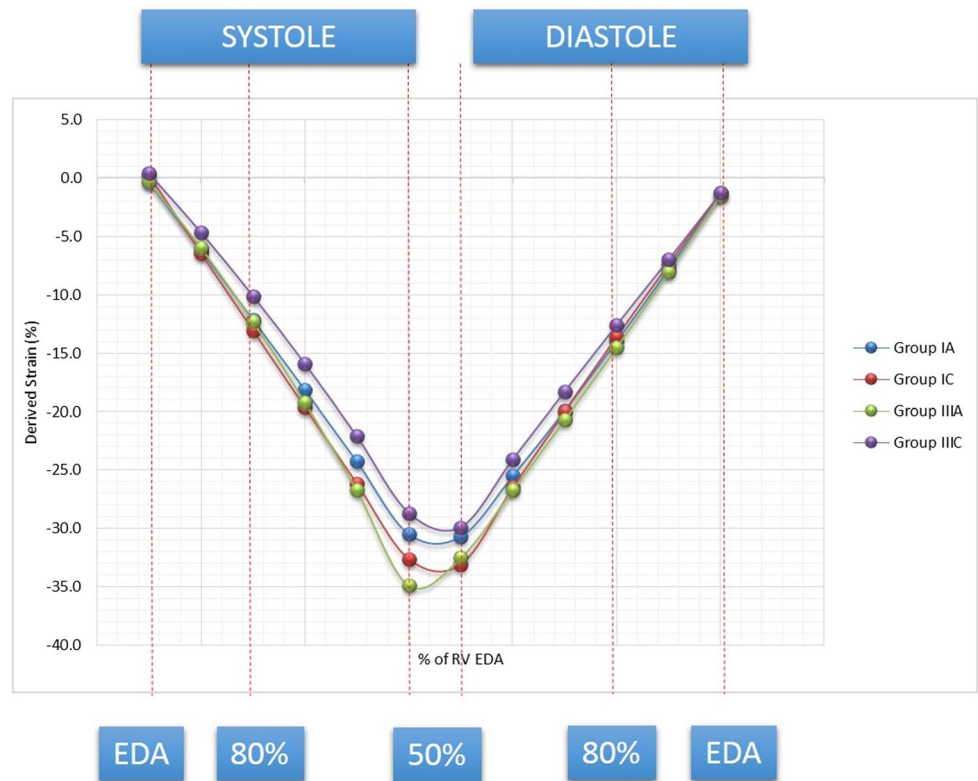 SYSTOLE
DIASTOLE
5.0
0.0
-5.0
-10.0
-15.0
-20.0
-25.0
-30.0
-35.0
-40.0
Derived Strain (%)
% of RV EDA
Group IA
Group IC
Group IIIA
Group IIIC
EDA
80%
50%
80%
EDA